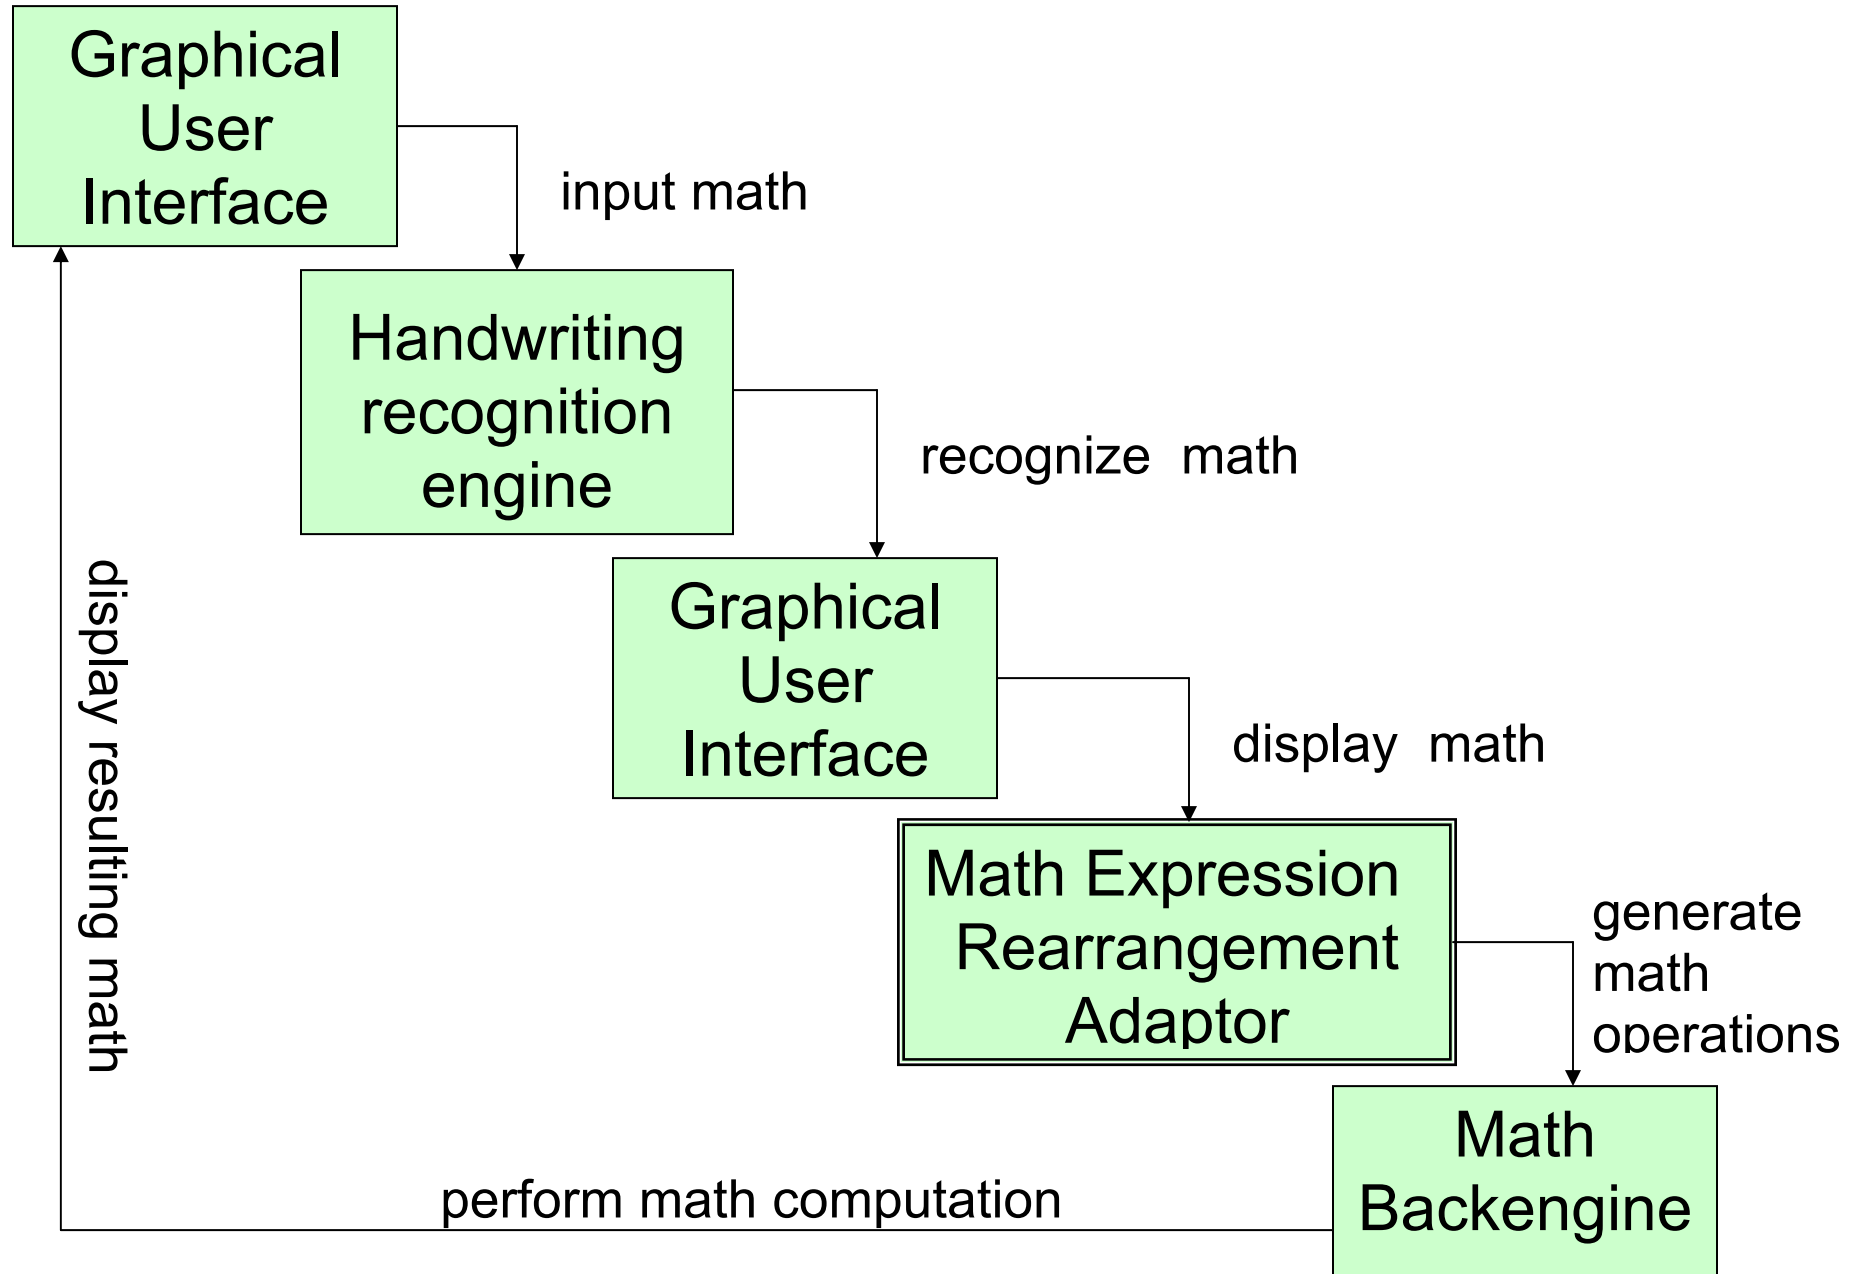 Graphical
User
Interface
input math
Handwriting
recognition
engine
recognize math
Graphical
User
Interface
display math
Math Expression
Rearrangement
Adaptor
generate
math
operations
Math
Backengine
perform math computation
display resulting math